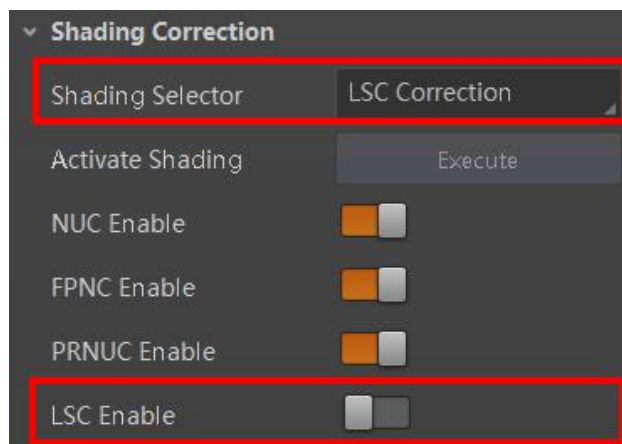 Shading Correction
Shading Selector LSC Correction
Activate Shading Execute
NUC Enable
FPNC Enable
PRNUC Enable
LSC Enable